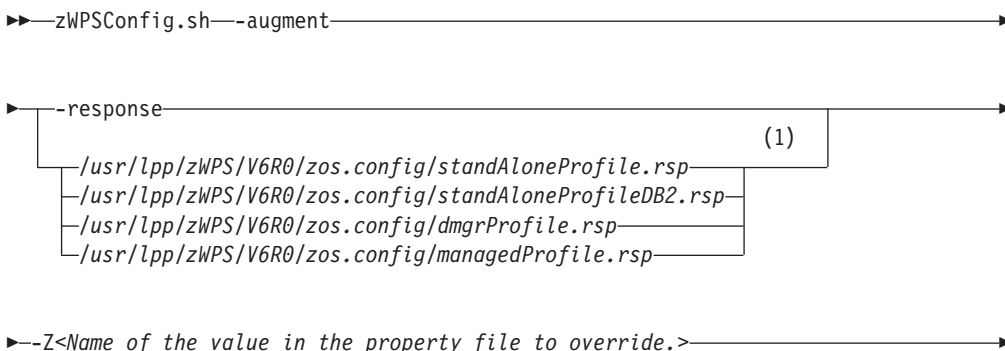 zWPSConfig.sh -augment
-response
(1)
/usr/lpp/zWPS/V6R0/zos.config/standAloneProfile.rsp
/usr/lpp/zWPS/V6R0/zos.config/standAloneProfileDB2.rsp
/usr/lpp/zWPS/V6R0/zos.config/dmgrProfile.rsp
/usr/lpp/zWPS/V6R0/zos.config/managedProfile.rsp
-Z<Name of the value in the property file to override.>